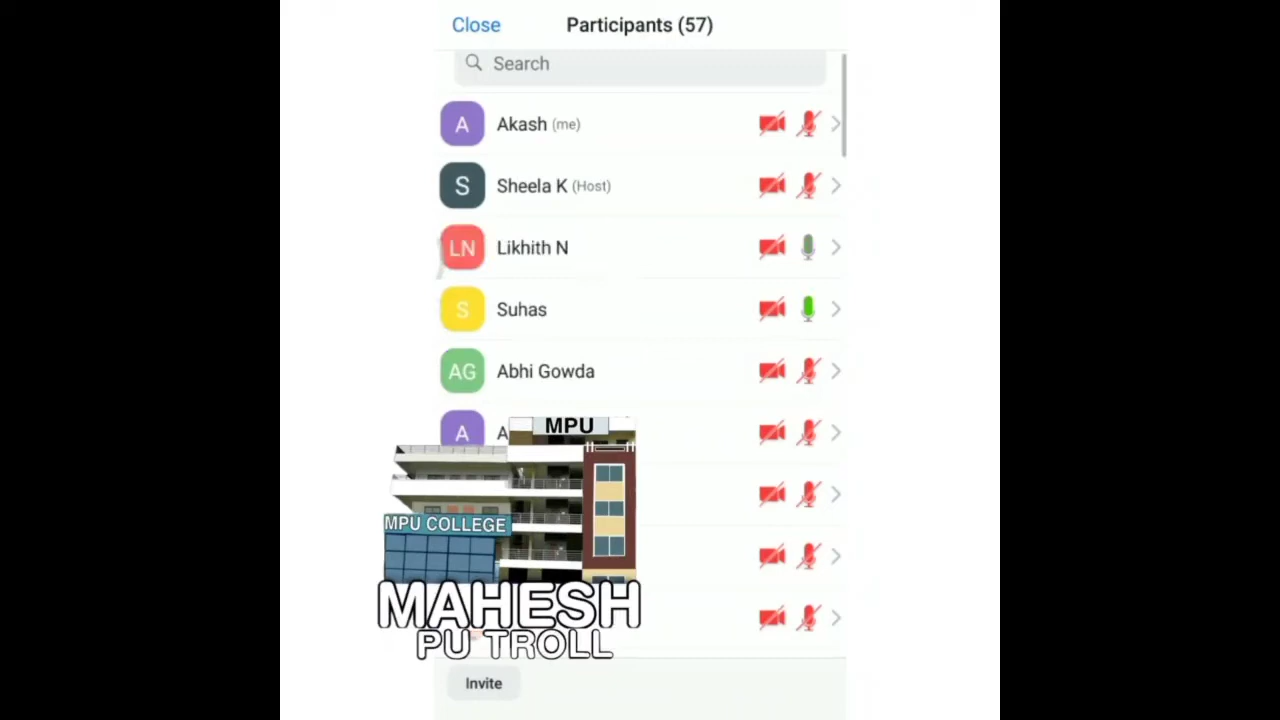 Close Participants (57)
Search
A Akash (me)
S Sheela K (Host)
LN Likhith N
S Suhas
AG Abhi Gowda
A A
MPU
MPU COLLEGE
MAHESH
PU TROLL
Invite